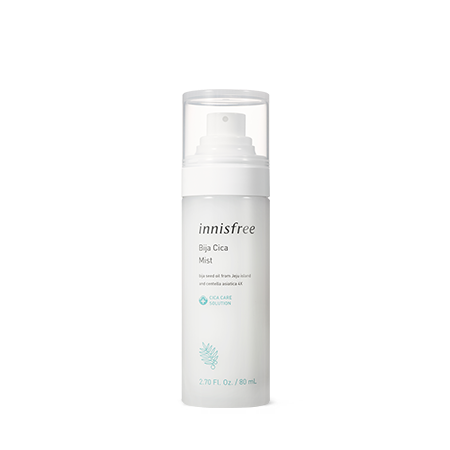 innisfree
Bija Cica
Mist
bija seed oil from Jeju island
and centella asiatica oil
CICA CARE
SOLUTION
2.70 Fl. Oz. / 80 mL